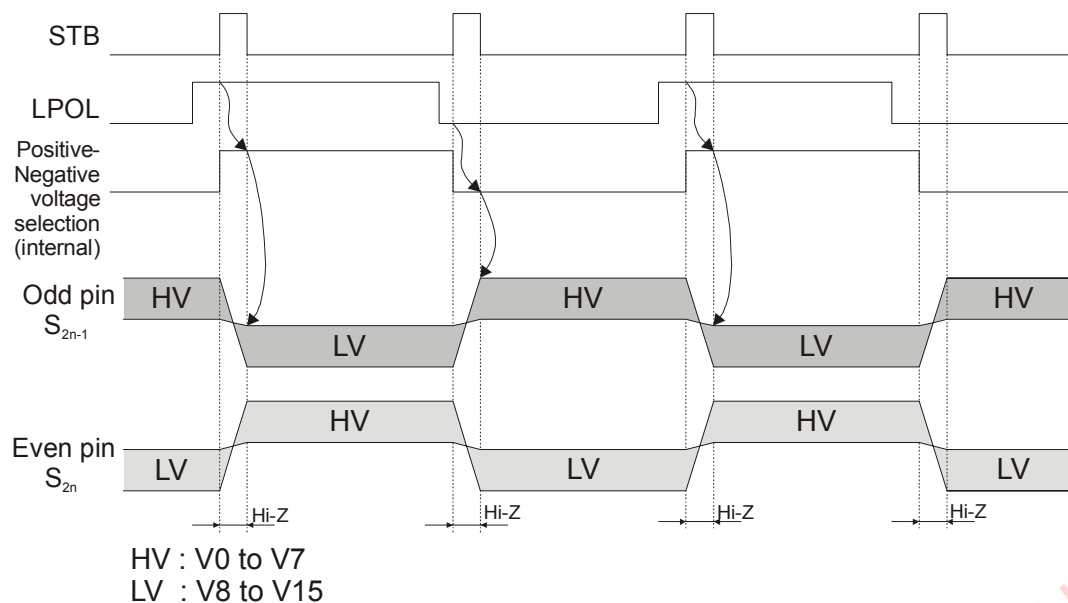 STB
LPOL
Positive-
Negative
voltage
selection
(internal)
Odd pin
S2n-1
HV
LV
HV
LV
HV
Even pin
S2n
LV
HV
LV
HV
LV
Hi-Z
Hi-Z
Hi-Z
Hi-Z
HV : V0 to V7
LV : V8 to V15